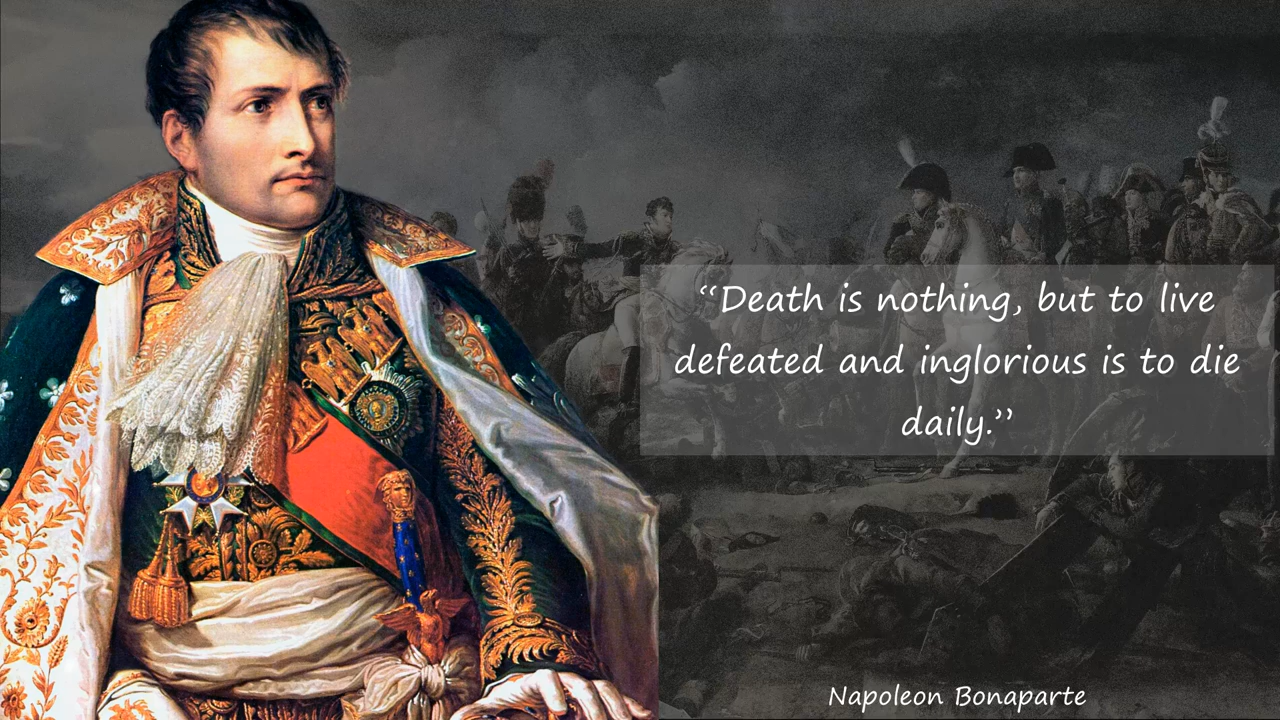 “Death is nothing, but to live
defeated and inglorious is to die
daily.”
Napoleon Bonaparte